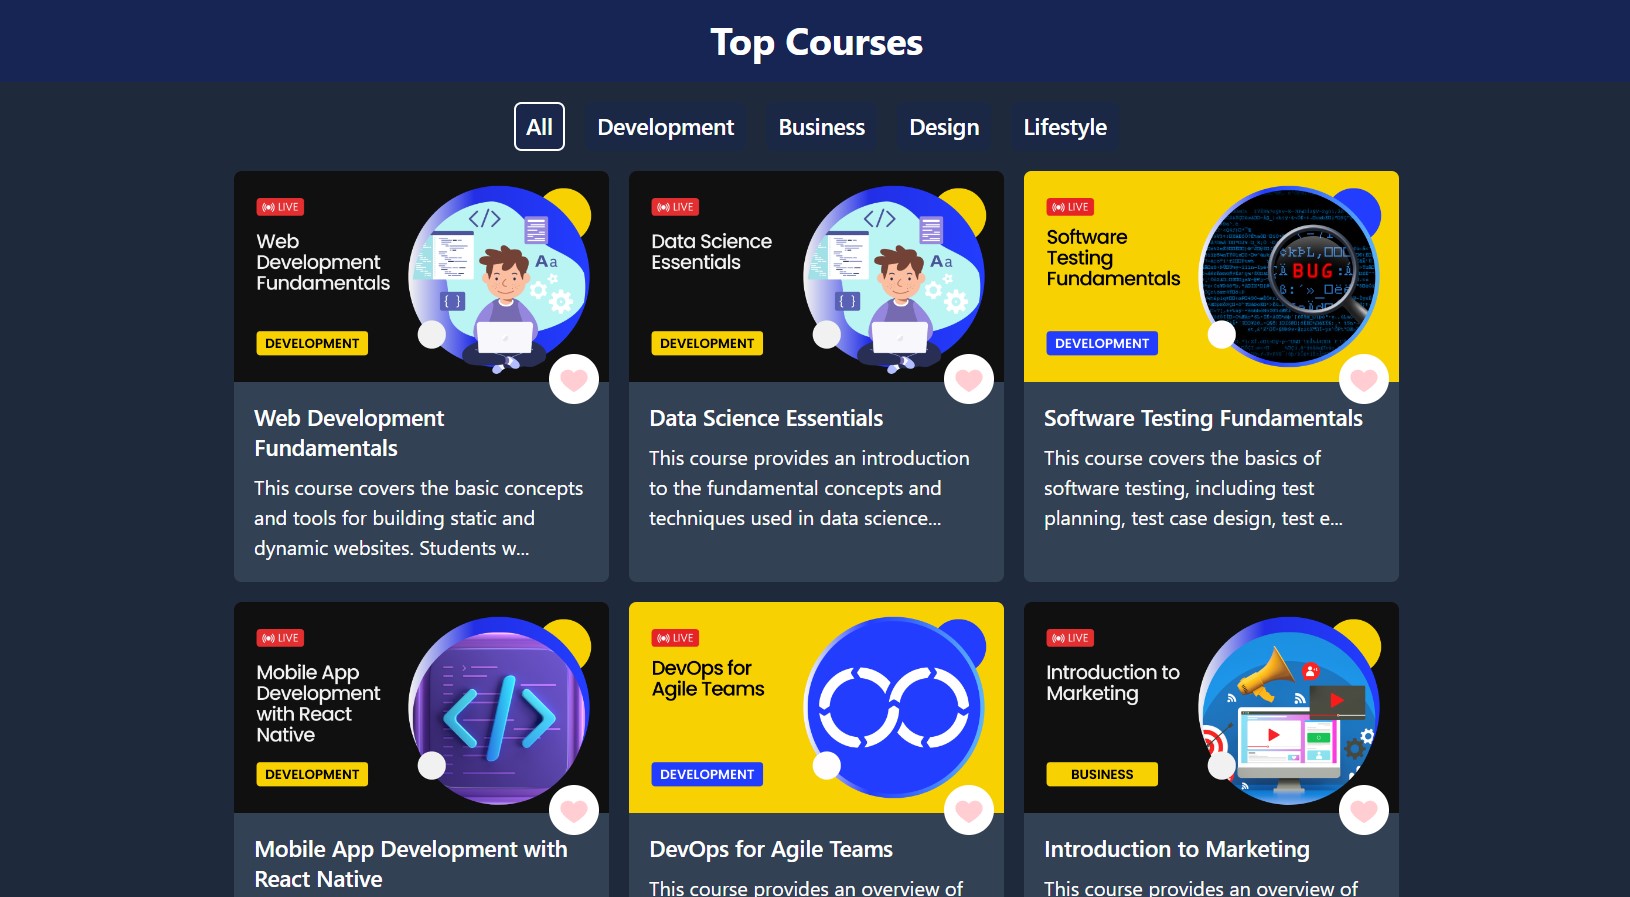 Top Courses
All
Development
Business
Design
Lifestyle
LIVE
Web
Development
Fundamentals
DEVELOPMENT
Web Development
Fundamentals
This course covers the basic concepts
and tools for building static and
dynamic websites. Students w...
LIVE
Data Science
Essentials
DEVELOPMENT
Data Science Essentials
This course provides an introduction
to the fundamental concepts and
techniques used in data science...
LIVE
Software
Testing
Fundamentals
BUG
DEVELOPMENT
Software Testing Fundamentals
This course covers the basics of
software testing, including test
planning, test case design, test e...
LIVE
Mobile App
Development
with React
Native
DEVELOPMENT
Mobile App Development with
React Native
LIVE
DevOps for
Agile Teams
DEVELOPMENT
DevOps for Agile Teams
This course provides an overview of
LIVE
Introduction to
Marketing
BUSINESS
Introduction to Marketing
This course provides an overview of